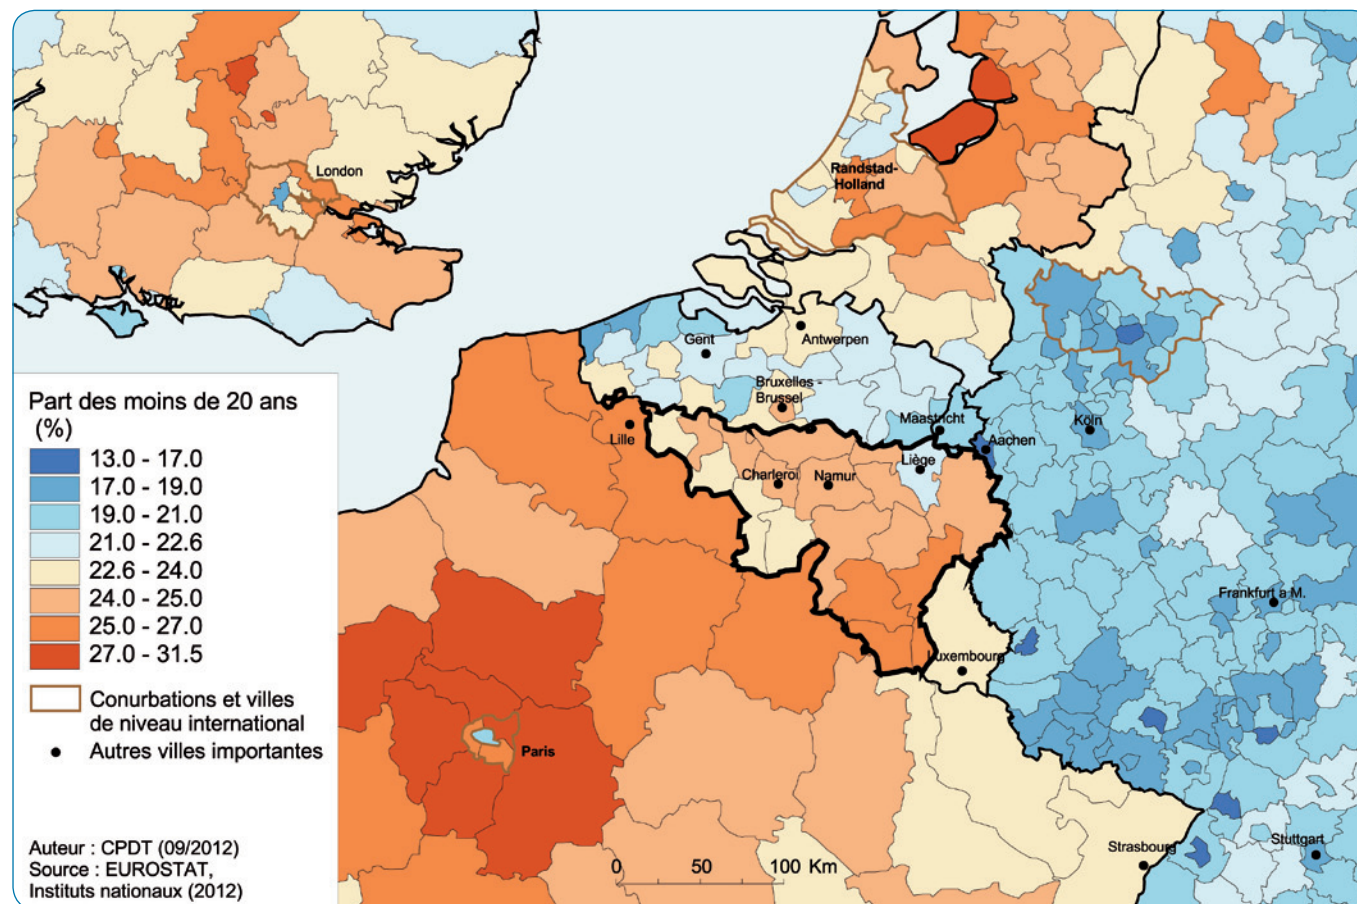 London
Randstad-
Holland
Gent
Antwerpen
Bruxelles -
Brussel
Maastricht
Köln
Aachen
Lille
Liège
Charleroi
Namur
Frankfurt a M.
Luxembourg
Paris
Strasbourg
Stuttgart
Part des moins de 20 ans
(%)
13.0 - 17.0
17.0 - 19.0
19.0 - 21.0
21.0 - 22.6
22.6 - 24.0
24.0 - 25.0
25.0 - 27.0
27.0 - 31.5
Conurbations et villes
de niveau international
Autres villes importantes
Auteur : CPDT (09/2012)
Source : EUROSTAT,
Instituts nationaux (2012)
0 50 100 Km